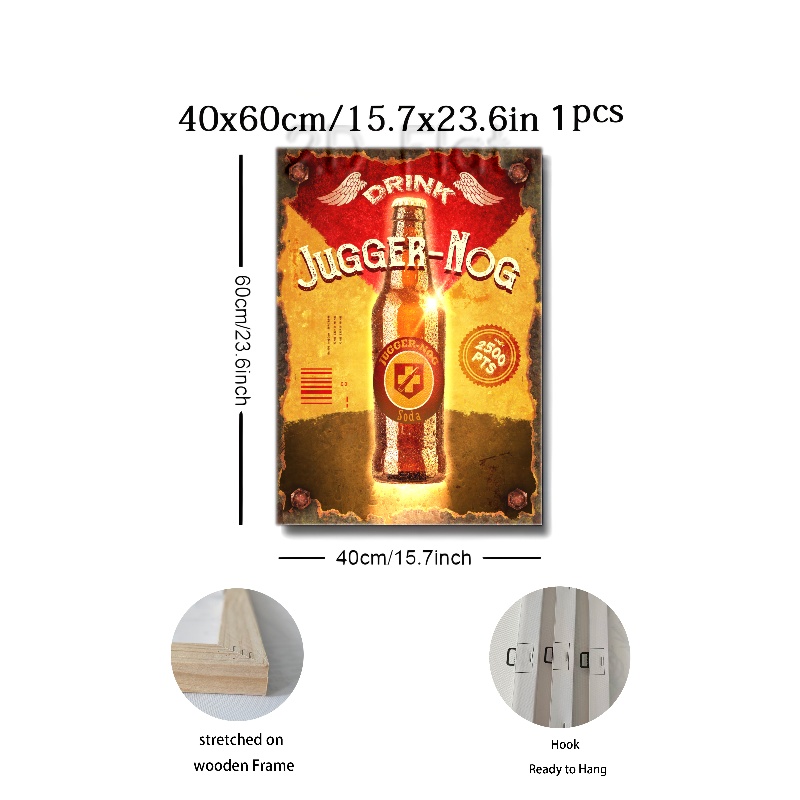 40x60cm/15.7x23.6in 1pcs
DRINK
JUGGER-NOG
60cm/23.6inch
2500
PTS
JUGGER-NOG
Soda
40cm/15.7inch
stretched on
wooden Frame
Hook
Ready to Hang